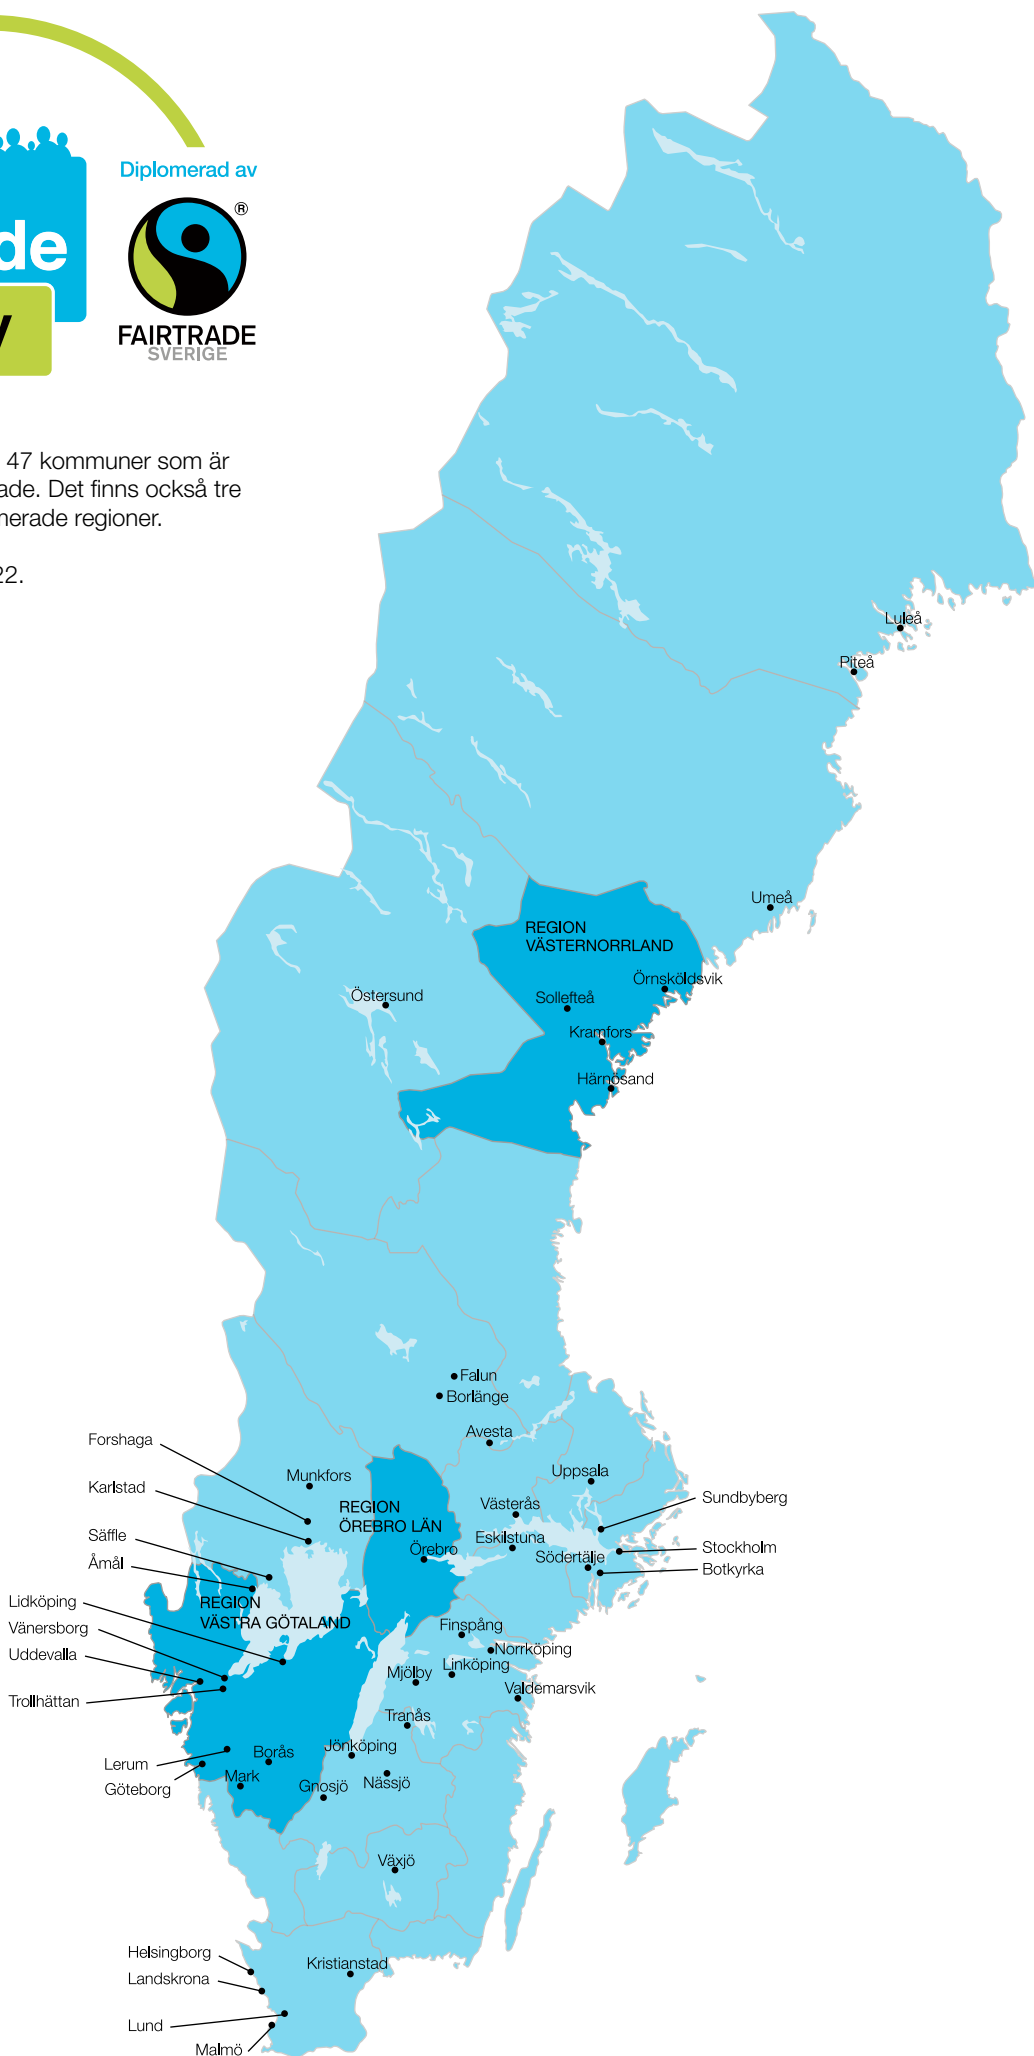 Diplomerad av
de
®
FAIRTRADE
SVERIGE
47 kommuner som är
ade. Det finns också tre
nerade regioner.
22.
Luleå
Piteå
Umeå
REGION
VÄSTERNORRLAND
Örnsköldsvik
Östersund
Sollefteå
Kramfors
Härnösand
Falun
Borlänge
Avesta
Forshaga
Munkfors
Uppsala
Karlstad
Sundbyberg
REGION
ÖREBRO LÄN
Västerås
Säffle
Eskilstuna
Stockholm
Örebro
Södertälje
Åmål
Botkyrka
Lidköping
REGION
VÄSTRA GÖTALAND
Vänersborg
Finspång
Uddevalla
Norrköping
Linköping
Mjölby
Valdemarsvik
Trollhättan
Tranås
Jönköping
Borås
Lerum
Mark
Göteborg
Gnosjö
Nässjö
Växjö
Helsingborg
Kristianstad
Landskrona
Lund
Malmö